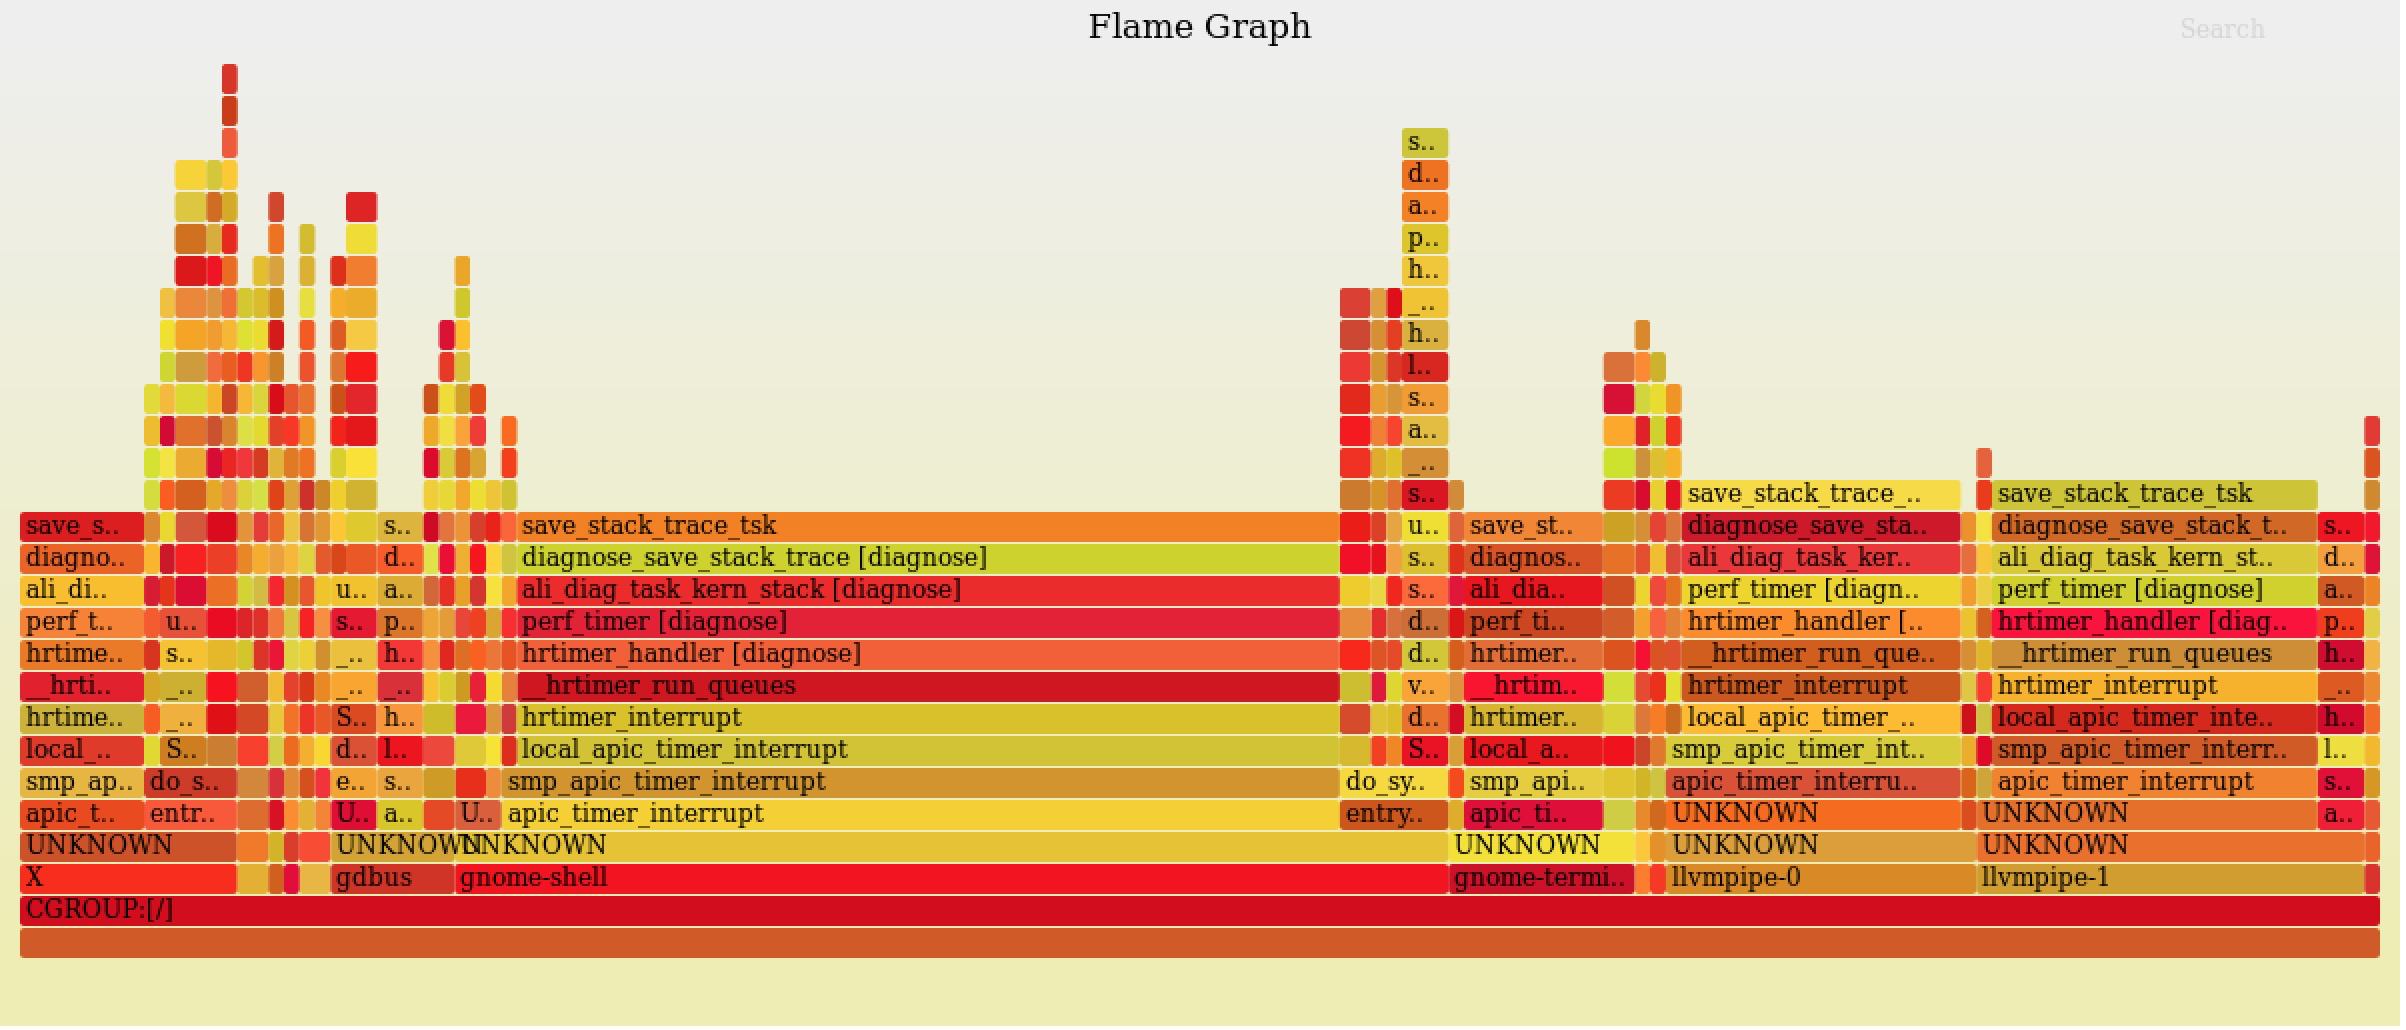 Flame Graph Search
s..
d..
a..
p..
h..
_..
h..
l..
s..
a..
_..
s.. save_stack_trace_.. save_stack_trace_tsk
save_s.. s.. save_stack_trace_tsk u.. save_st.. diagnose_save_sta.. diagnose_save_stack_t.. s..
diagno.. d.. diagnose_save_stack_trace [diagnose] s.. diagnos.. ali_diag_task_ker.. ali_diag_task_kern_st.. d..
ali_di.. u.. a.. ali_diag_task_kern_stack [diagnose] s.. ali_dia.. perf_timer [diagn.. perf_timer [diagnose] a..
perf_t.. u.. s.. p.. perf_timer [diagnose] d.. perf_ti.. hrtimer_handler [.. hrtimer_handler [diag.. p..
hrtime.. s.. _.. h.. hrtimer_handler [diagnose] d.. hrtimer.. __hrtimer_run_que.. __hrtimer_run_queues h..
__hrti.. _.. _.. _.. __hrtimer_run_queues v.. __hrtim.. hrtimer_interrupt hrtimer_interrupt _..
hrtime.. _.. S.. h.. hrtimer_interrupt d.. hrtimer.. local_apic_timer_.. local_apic_timer_inte.. h..
local_.. S.. d.. l.. local_apic_timer_interrupt S.. local_a.. smp_apic_timer_int.. smp_apic_timer_interr.. l..
smp_ap.. do_s.. e.. s.. smp_apic_timer_interrupt do_sy.. smp_api.. apic_timer_interru.. apic_timer_interrupt s..
apic_t.. entr.. U.. a.. U.. apic_timer_interrupt entry.. apic_ti.. UNKNOWN UNKNOWN a..
UNKNOWN UNKNOWN UNKNOWN UNKNOWN UNKNOWN UNKNOWN
X gdbus gnome-shell gnome-termi.. llvmpipe-0 llvmpipe-1
CGROUP:[/]